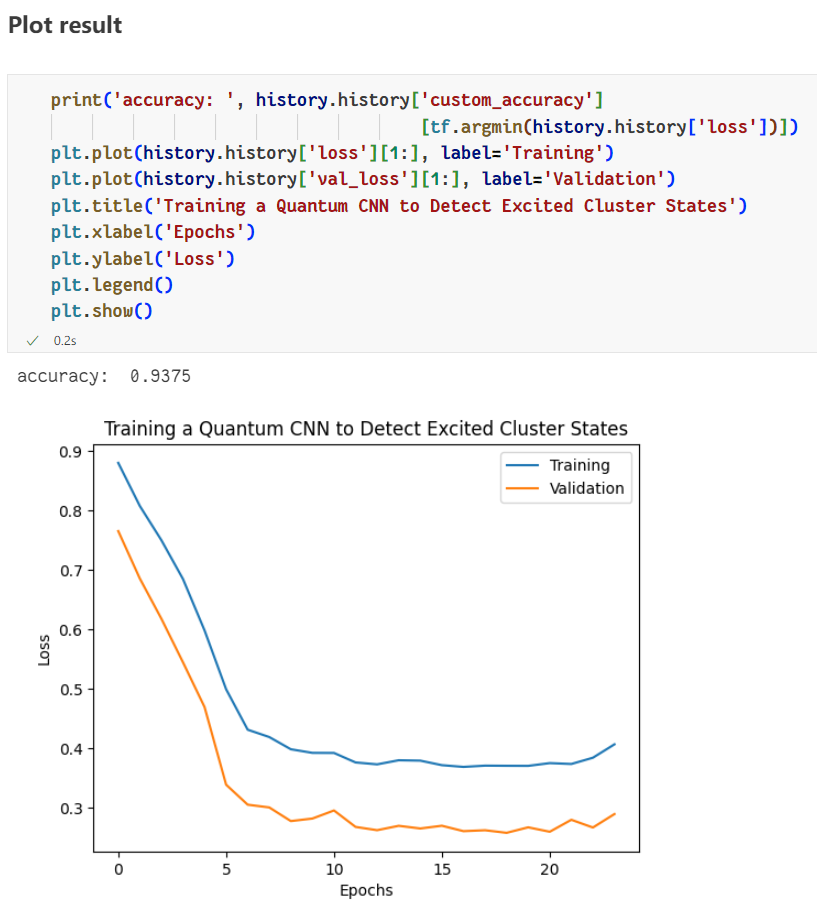 Plot result
print('accuracy: ', history.history['custom_accuracy']
[tf.argmin(history.history['loss'])])
plt.plot(history.history['loss'][1:], label='Training')
plt.plot(history.history['val_loss'][1:], label='Validation')
plt.title('Training a Quantum CNN to Detect Excited Cluster States')
plt.xlabel('Epochs')
plt.ylabel('Loss')
plt.legend()
plt.show()
✓ 0.2s
accuracy:  0.9375
Training a Quantum CNN to Detect Excited Cluster States
Training
Validation
0.9
0.8
0.7
0.6
0.5
0.4
0.3
Loss
0 5 10 15 20
Epochs